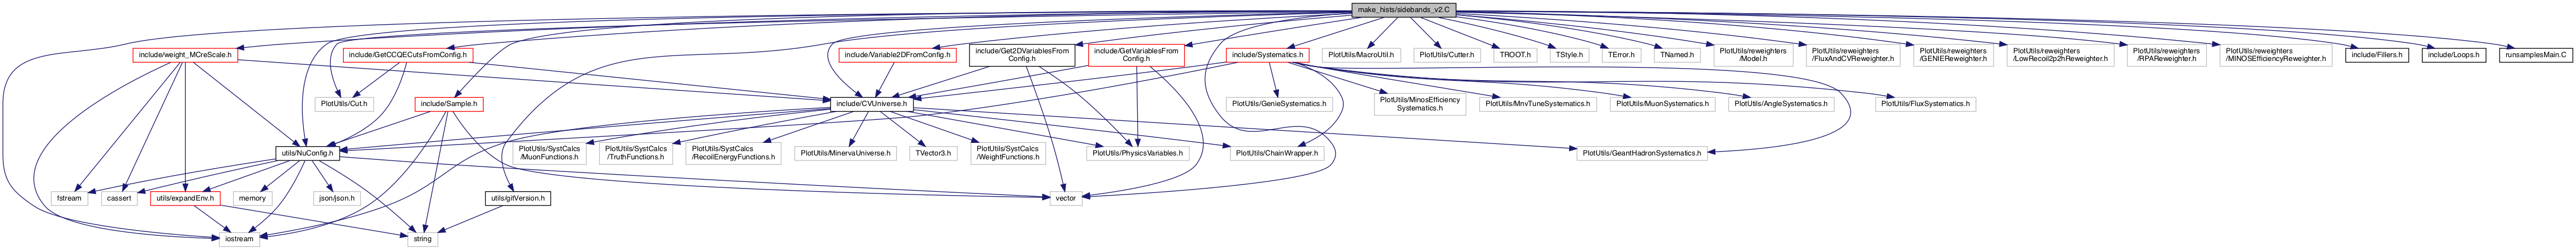 make_hists/sidebands_v2.C
include/weight_MCreScale.h
include/GetCCQECutsFromConfig.h
include/Variable2DFromConfig.h
include/Get2DVariablesFrom
Config.h
include/GetVariablesFrom
Config.h
include/Systematics.h
PlotUtils/MacroUtil.h
PlotUtils/Cutter.h
TROOT.h
TStyle.h
TError.h
TNamed.h
PlotUtils/reweighters
/Model.h
PlotUtils/reweighters
/FluxAndCVReweighter.h
PlotUtils/reweighters
/GENIEReweighter.h
PlotUtils/reweighters
/LowRecoil2p2hReweighter.h
PlotUtils/reweighters
/RPAReweighter.h
PlotUtils/reweighters
/MINOSEfficiencyReweighter.h
include/Fillers.h
include/Loops.h
runsamplesMain.C
PlotUtils/Cut.h
include/Sample.h
include/CVUniverse.h
PlotUtils/GenieSystematics.h
PlotUtils/MinosEfficiency
Systematics.h
PlotUtils/MnvTuneSystematics.h
PlotUtils/MuonSystematics.h
PlotUtils/AngleSystematics.h
PlotUtils/FluxSystematics.h
utils/NuConfig.h
PlotUtils/SystCalcs
/MuonFunctions.h
PlotUtils/SystCalcs
/TruthFunctions.h
PlotUtils/SystCalcs
/RecoilEnergyFunctions.h
PlotUtils/MinervaUniverse.h
TVector3.h
PlotUtils/SystCalcs
/WeightFunctions.h
PlotUtils/PhysicsVariables.h
PlotUtils/ChainWrapper.h
PlotUtils/GeantHadronSystematics.h
fstream
cassert
utils/expandEnv.h
memory
json/json.h
utils/gitVersion.h
vector
iostream
string